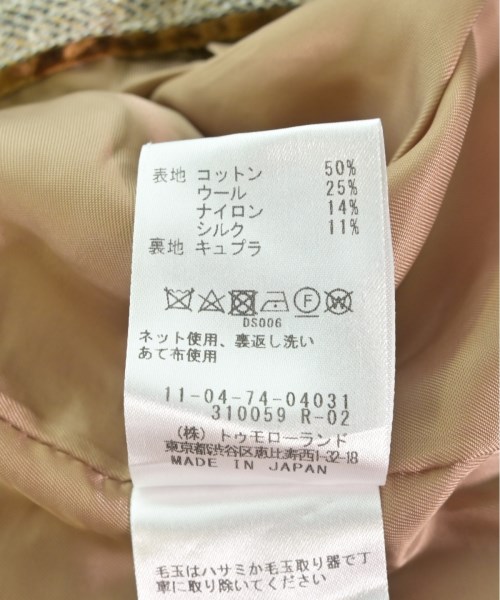 表地 コットン 50%
ウール 25%
ナイロン 14%
シルク 11%
裏地 キュプラ
F W
DS006
ネット使用、裏返し洗い
あて布使用
11-04-74-04031
310059 R-02
(株) トゥモローランド
東京都渋谷区恵比寿西1-32-18
MADE IN JAPAN
毛玉はハサミか毛玉取り器で丁
寧に取り除いてください